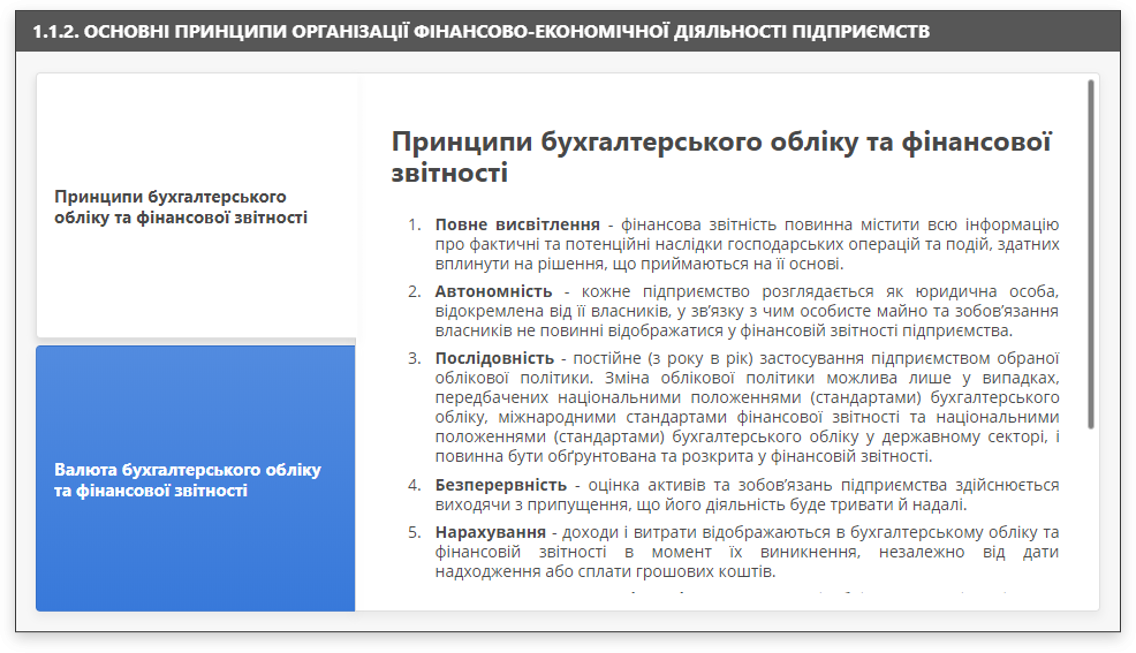 1.1.2. ОСНОВНІ ПРИНЦИПИ ОРГАНІЗАЦІЇ ФІНАНСОВО-ЕКОНОМІЧНОЇ ДІЯЛЬНОСТІ ПІДПРИЄМСТВ
Принципи бухгалтерського
обліку та фінансової звітності
Валюта бухгалтерського обліку
та фінансової звітності
Принципи бухгалтерського обліку та фінансової
звітності
1. Повне висвітлення - фінансова звітність повинна містити всю інформацію
про фактичні та потенційні наслідки господарських операцій та подій, здатних
вплинути на рішення, що приймаються на її основі.
2. Автономність - кожне підприємство розглядається як юридична особа,
відокремлена від її власників, у зв’язку з чим особисте майно та зобов’язання
власників не повинні відображатися у фінансовій звітності підприємства.
3. Послідовність - постійне (з року в рік) застосування підприємством обраної
облікової політики. Зміна облікової політики можлива лише у випадках,
передбачених національними положеннями (стандартами) бухгалтерського
обліку, міжнародними стандартами фінансової звітності та національними
положеннями (стандартами) бухгалтерського обліку у державному секторі, і
повинна бути обґрунтована та розкрита у фінансовій звітності.
4. Безперервність - оцінка активів та зобов’язань підприємства здійснюється
виходячи з припущення, що його діяльність буде тривати й надалі.
5. Нарахування - доходи і витрати відображаються в бухгалтерському обліку та
фінансовій звітності в момент їх виникнення, незалежно від дати
надходження або сплати грошових коштів.